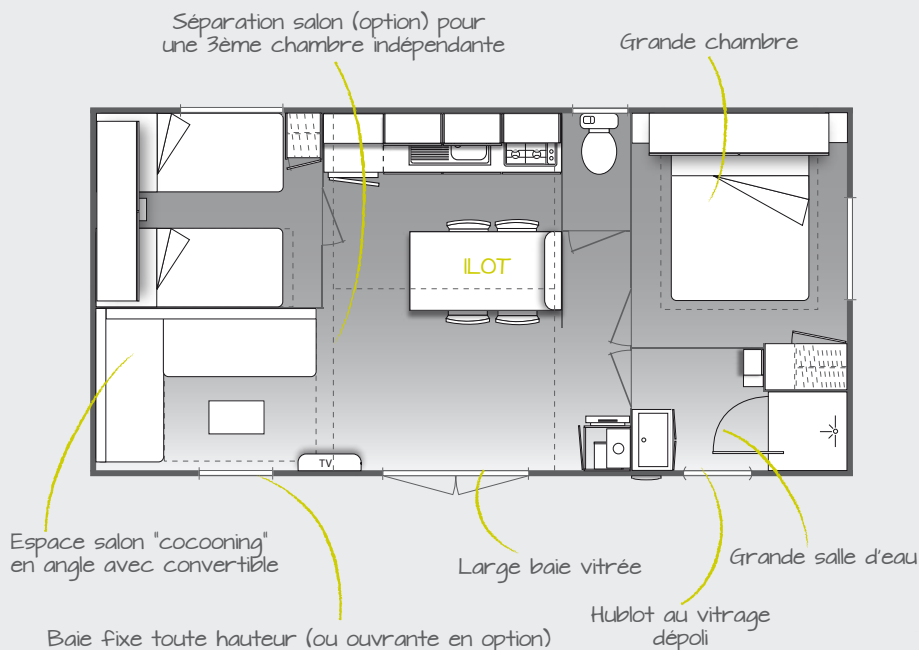 Séparation salon (option) pour
une 3ème chambre indépendante
Grande chambre
ILOT
TV
Espace salon "cocooning"
en angle avec convertible
Large baie vitrée
Grande salle d'eau
Hublot au vitrage
dépoli
Baie fixe toute hauteur (ou ouvrante en option)